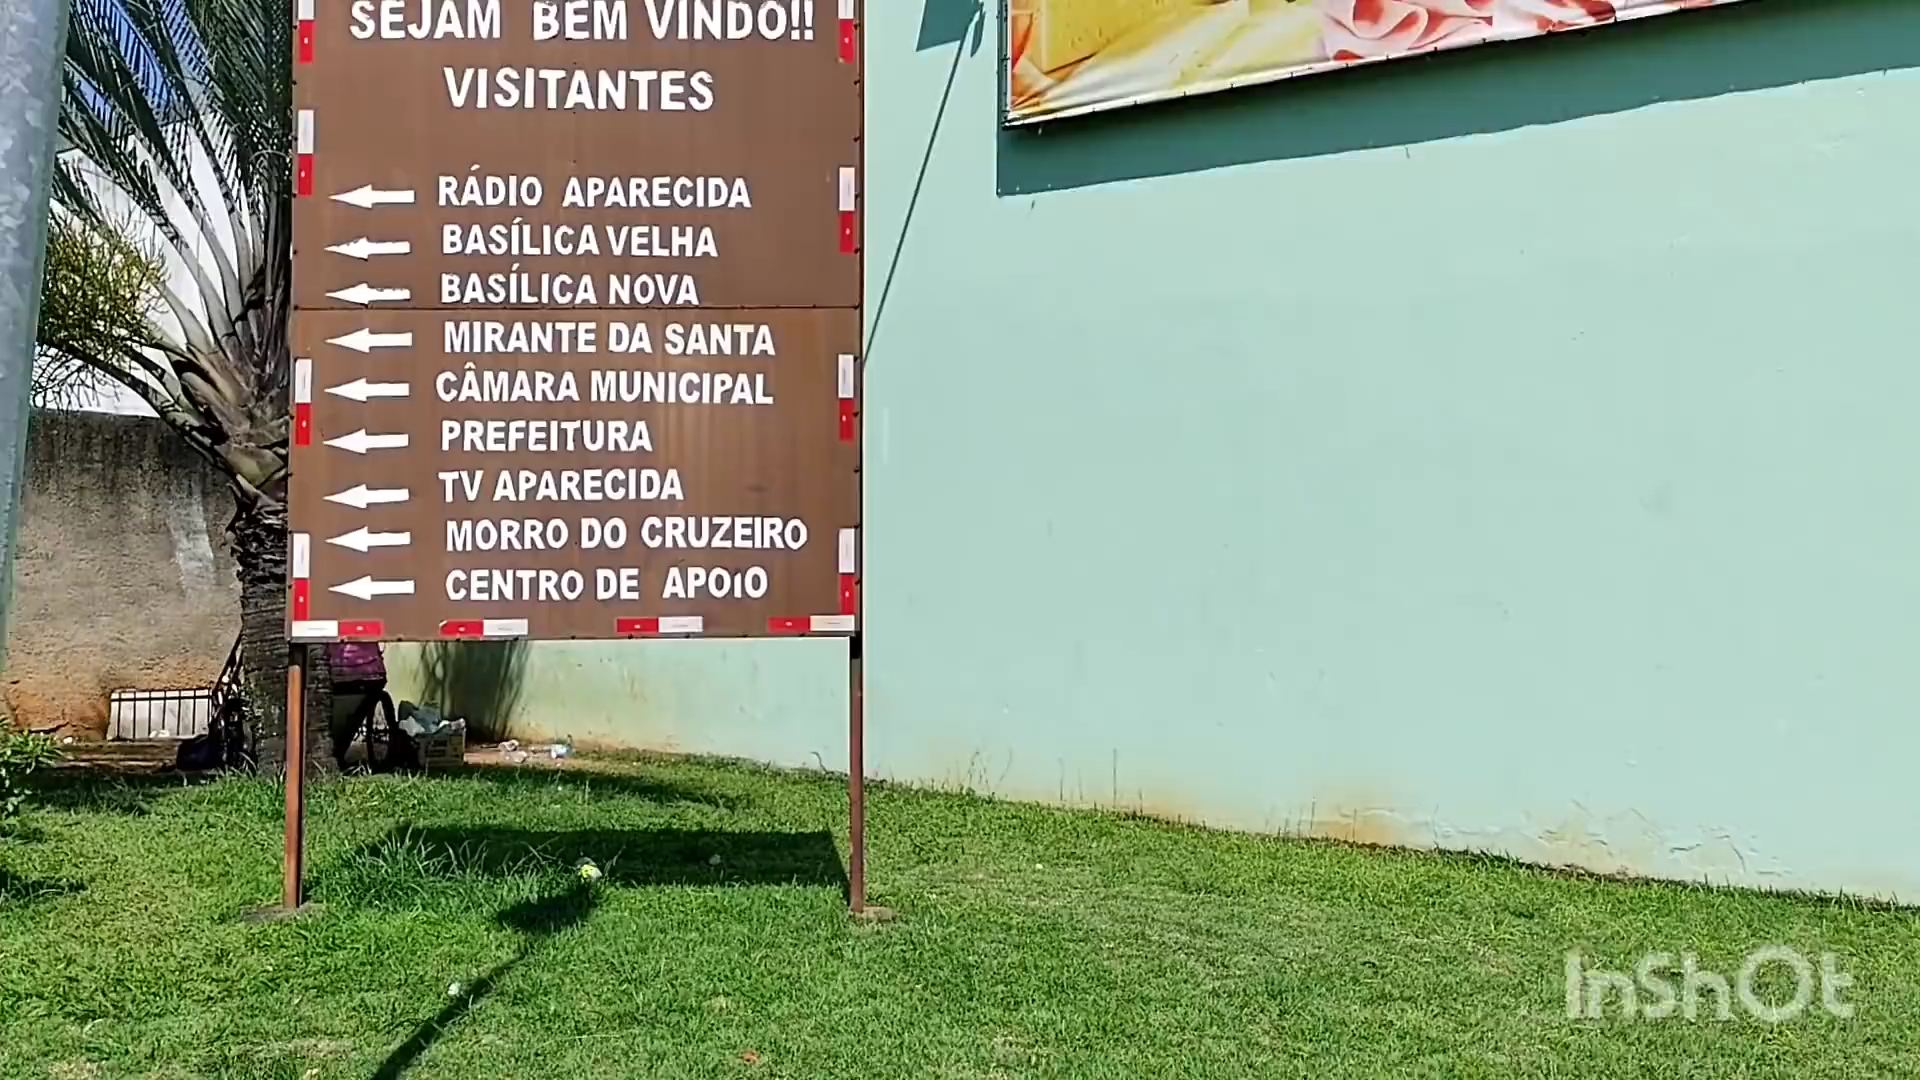 SEJAM BEM VINDO!!
VISITANTES
RÁDIO APARECIDA
BASÍLICA VELHA
BASÍLICA NOVA
MIRANTE DA SANTA
CÂMARA MUNICIPAL
PREFEITURA
TV APARECIDA
MORRO DO CRUZEIRO
CENTRO DE APOIO
InShOt